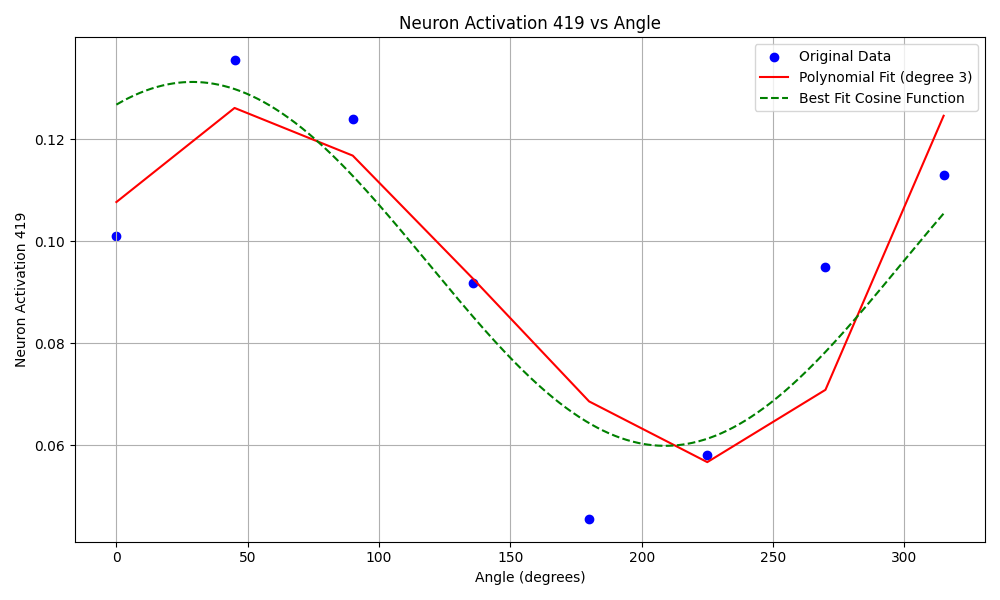 Neuron Activation 419 vs Angle
Original Data
Polynomial Fit (degree 3)
Best Fit Cosine Function
Neuron Activation 419
0.12
0.10
0.08
0.06
0
50
100
150
200
250
300
Angle (degrees)